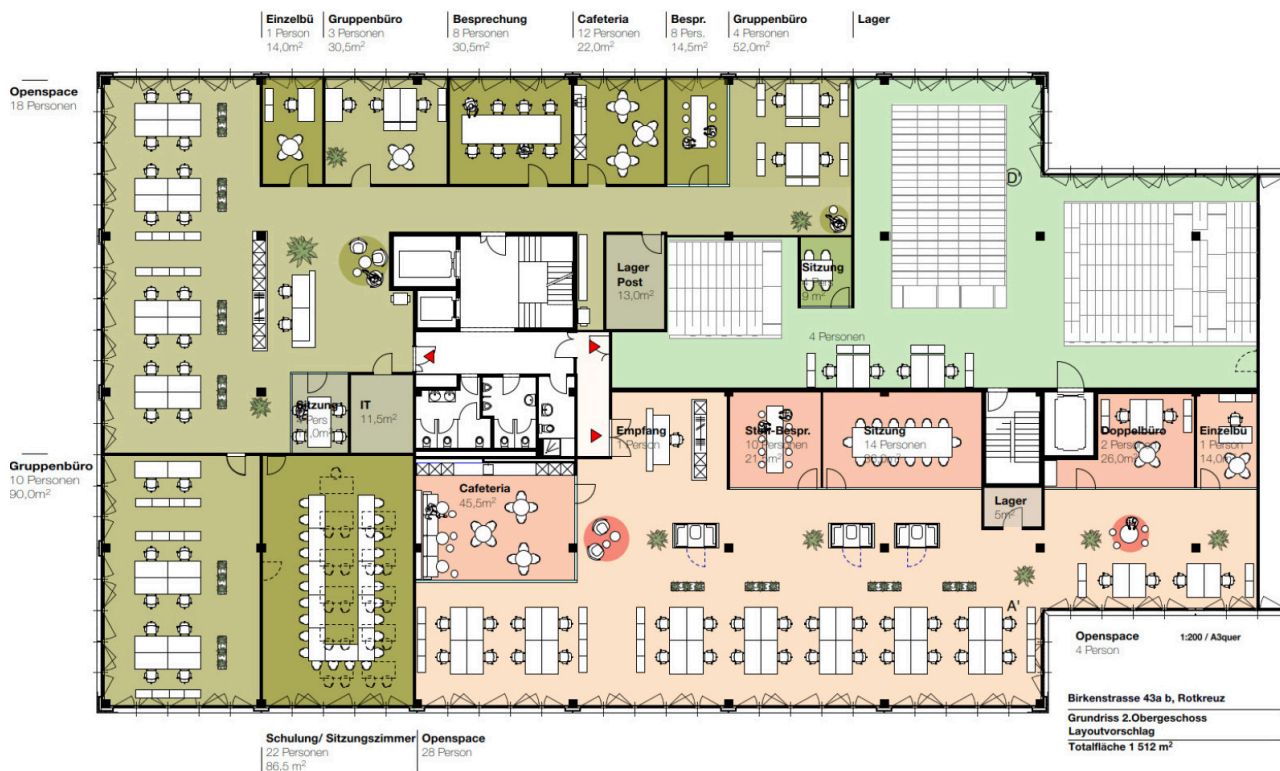 Einzelbü
1 Person
14,0m²
Gruppenbüro
3 Personen
30,5m²
Besprechung
8 Personen
30,5m²
Cafeteria
12 Personen
22,0m²
Bespr.
8 Pers.
14,5m²
Gruppenbüro
4 Personen
52,0m²
Lager
Openspace
18 Personen
D
Lager
Post
13,0m²
Sitzung
9 m²
4 Personen
Sitzung
4 Pers
IT
11,5m²
Empfang
1 Person
10 Personen
Sitzung
14 Personen
Doppelbüro
2 Personen
26,0m²
Einzelbü
1 Person
14,0m²
Gruppenbüro
10 Personen
90,0m²
Cafeteria
45,5m²
Lager
5m²
A'
Openspace
4 Person
1:200 / A3quer
Birkenstrasse 43a b, Rotkreuz
Grundriss 2.Obergeschoss
Layoutvorschlag
Totalfläche 1 512 m²
Schulung/ Sitzungszimmer
22 Personen
86,5 m²
Openspace
28 Person